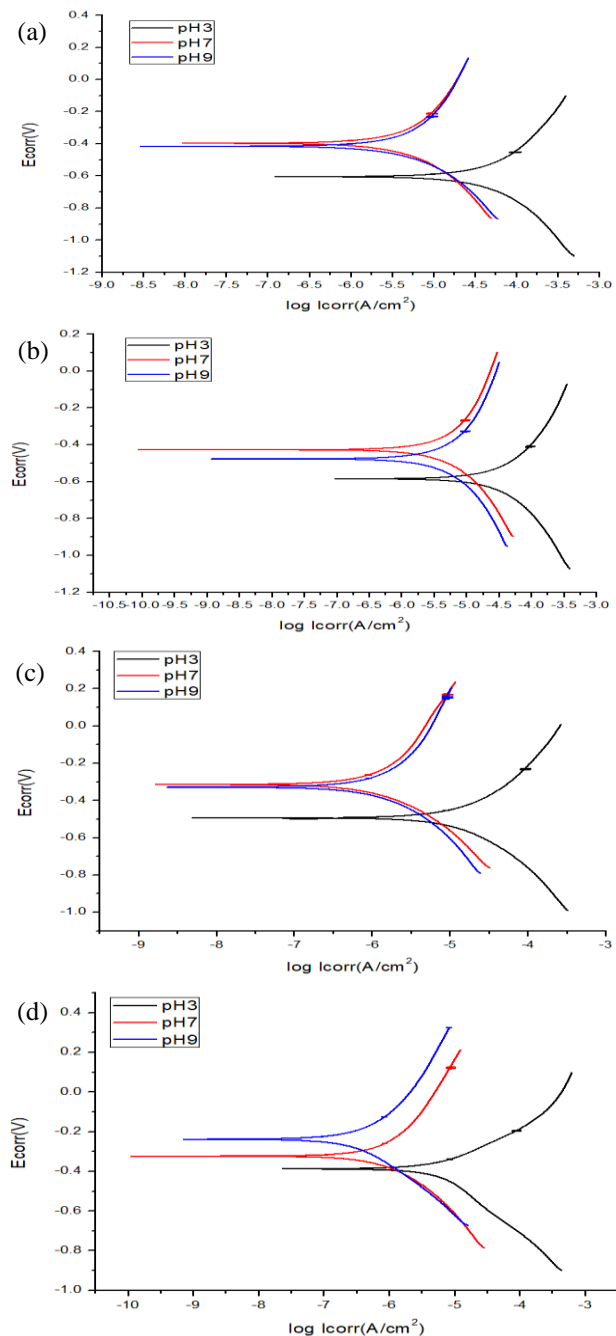 (a)
pH3
pH7
pH9
Ecorr(V)
0.4
0.2
0.0
-0.2
-0.4
-0.6
-0.8
-1.0
-1.2
-9.0 -8.5 -8.0 -7.5 -7.0 -6.5 -6.0 -5.5 -5.0 -4.5 -4.0 -3.5 -3.0
log Icorr(A/cm²)
(b)
pH3
pH7
pH9
Ecorr(V)
0.2
0.0
-0.2
-0.4
-0.6
-0.8
-1.0
-1.2
-10.5 -10.0 -9.5 -9.0 -8.5 -8.0 -7.5 -7.0 -6.5 -6.0 -5.5 -5.0 -4.5 -4.0 -3.5 -3.0
log Icorr(A/cm²)
(c)
pH3
pH7
pH9
Ecorr(V)
0.4
0.2
0.0
-0.2
-0.4
-0.6
-0.8
-1.0
-9 -8 -7 -6 -5 -4 -3
log Icorr(A/cm²)
(d)
pH3
pH7
pH9
Ecorr(V)
0.4
0.2
0.0
-0.2
-0.4
-0.6
-0.8
-1.0
-10 -9 -8 -7 -6 -5 -4 -3
log Icorr(A/cm²)